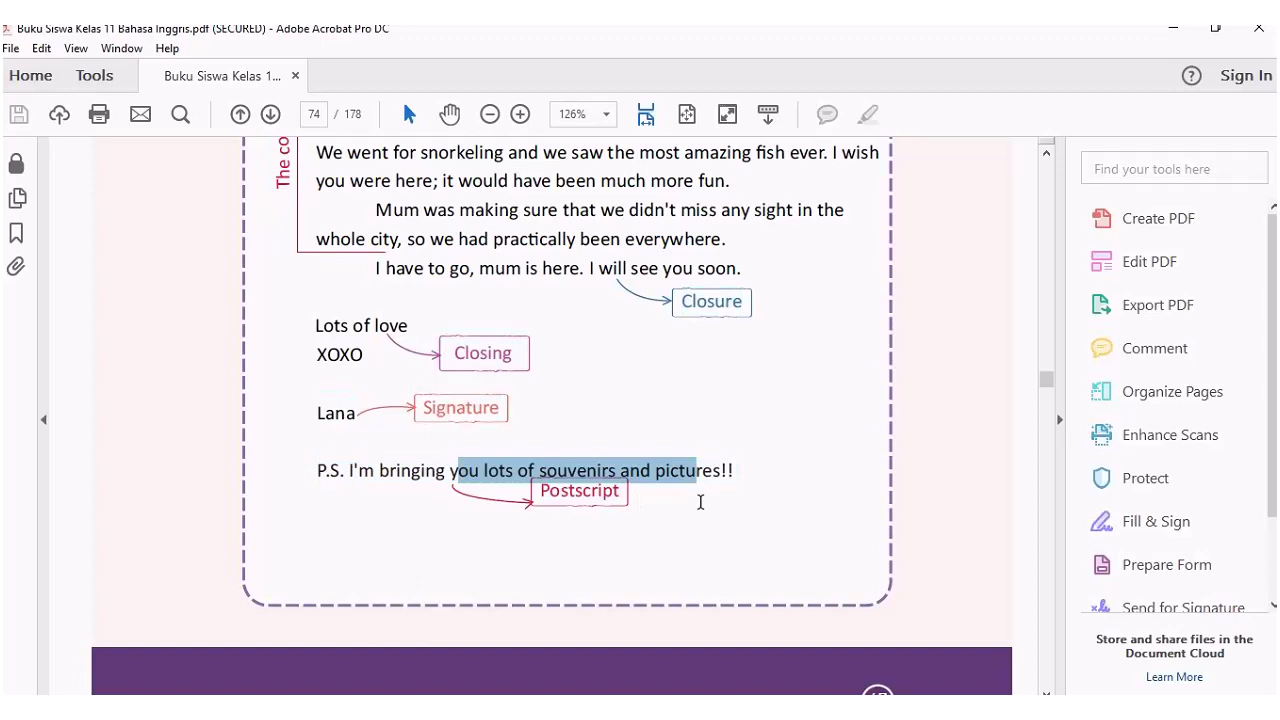 Buku Siswa Kelas 11 Bahasa Inggris.pdf (SECURED) - Adobe Acrobat Pro DC
File Edit View Window Help
Home Tools Buku Siswa Kelas 1... × Sign In
74 / 178 126%
The co
We went for snorkeling and we saw the most amazing fish ever. I wish
you were here; it would have been much more fun.
Mum was making sure that we didn't miss any sight in the
whole city, so we had practically been everywhere.
I have to go, mum is here. I will see you soon.
Closure
Lots of love
XOXO
Closing
Lana
Signature
P.S. I'm bringing you lots of souvenirs and pictures!!
Postscript
Find your tools here
Create PDF
Edit PDF
Export PDF
Comment
Organize Pages
Enhance Scans
Protect
Fill & Sign
Prepare Form
Send for Signature
Store and share files in the
Document Cloud
Learn More